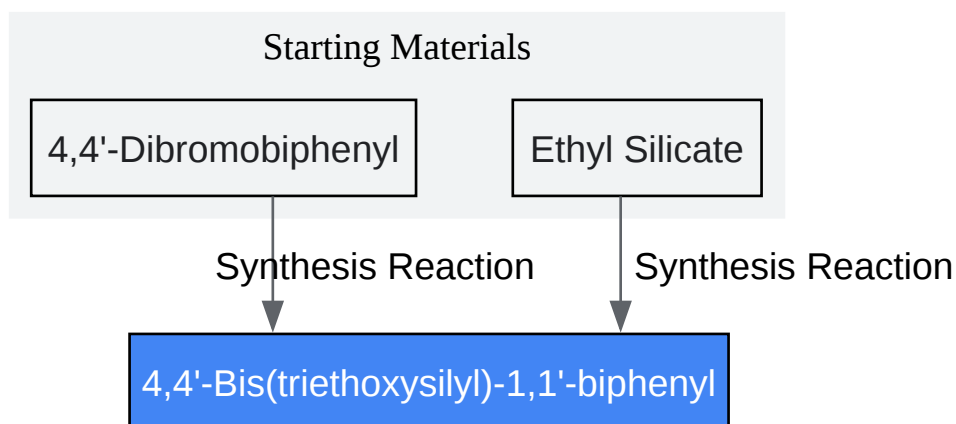 Starting Materials
4,4'-Dibromobiphenyl
Ethyl Silicate
Synthesis Reaction
Synthesis Reaction
4,4'-Bis(triethoxysilyl)-1,1'-biphenyl